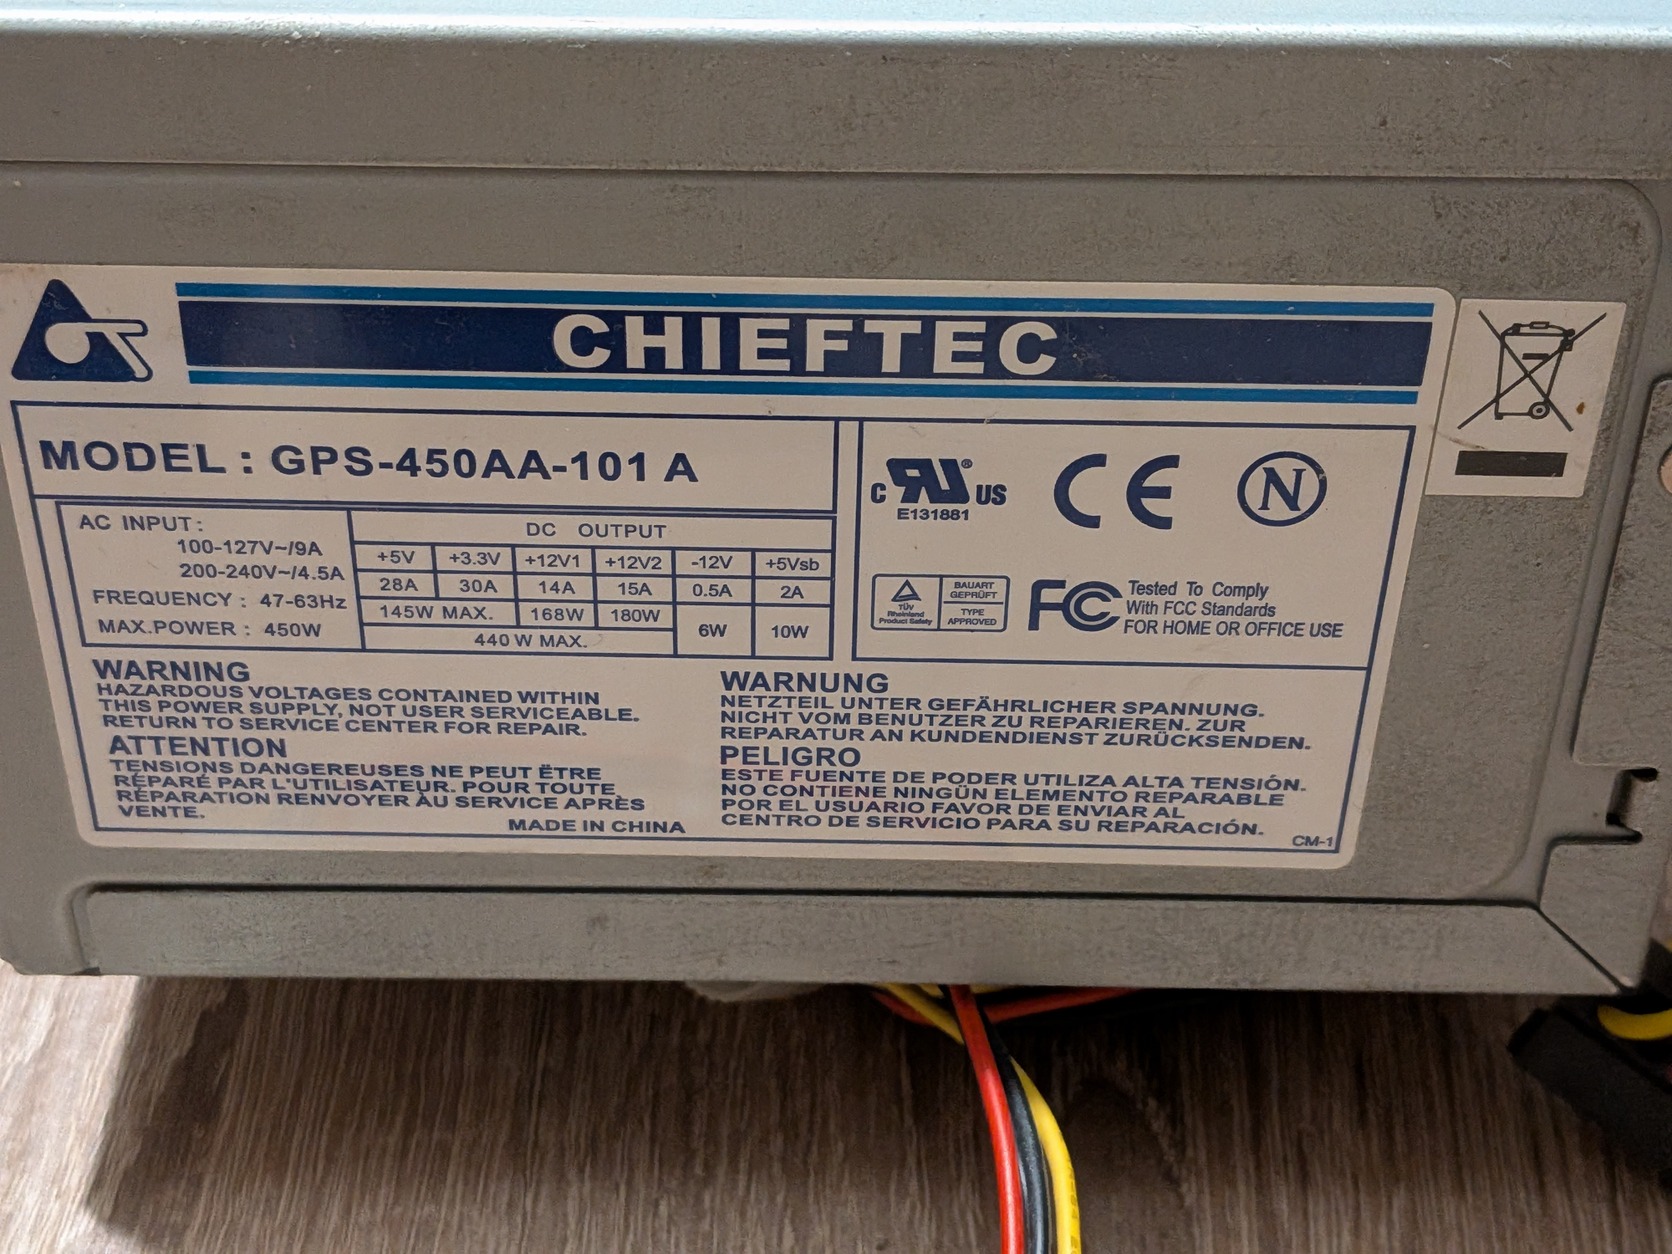 CHIEFTEC
MODEL : GPS-450AA-101 A
AC INPUT :
100-127V~/9A
200-240V~/4.5A
FREQUENCY : 47-63Hz
MAX.POWER : 450W
DC OUTPUT
+5V +3.3V +12V1 +12V2 -12V +5Vsb
28A 30A 14A 15A 0.5A 2A
145W MAX. 168W 180W 6W 10W
440 W MAX.
c RU ® US
E131881
CE
N
TÜV
Rheinland
Product Safety
BAUART
GEPRÜFT
TYPE
APPROVED
FC Tested To Comply
With FCC Standards
FOR HOME OR OFFICE USE
WARNING
HAZARDOUS VOLTAGES CONTAINED WITHIN
THIS POWER SUPPLY, NOT USER SERVICEABLE.
RETURN TO SERVICE CENTER FOR REPAIR.
ATTENTION
TENSIONS DANGEREUSES NE PEUT ËTRE
RÉPARÉ PAR L"UTILISATEUR. POUR TOUTE
RÉPARATION RENVOYER ÀU SERVICE APRÈS
VENTE.
MADE IN CHINA
WARNUNG
NETZTEIL UNTER GEFÄHRLICHER SPANNUNG.
NICHT VOM BENUTZER ZU REPARIEREN. ZUR
REPARATUR AN KUNDENDIENST ZURÜCKSENDEN.
PELIGRO
ESTE FUENTE DE PODER UTILIZA ALTA TENSIÓN.
NO CONTIENE NINGÚN ELEMENTO REPARABLE
POR EL USUARIO FAVOR DE ENVIAR AL
CENTRO DE SERVICIO PARA SU REPARACIÓN.
CM-1